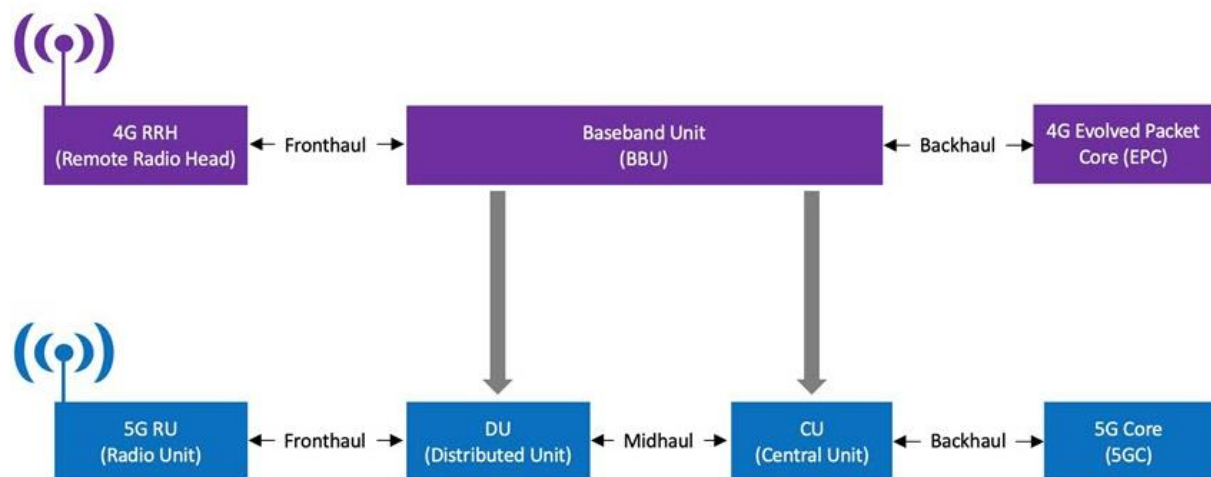 4G RRH
(Remote Radio Head)
Fronthaul
Baseband Unit
(BBU)
Backhaul
4G Evolved Packet
Core (EPC)
5G RU
(Radio Unit)
Fronthaul
DU
(Distributed Unit)
Midhaul
CU
(Central Unit)
Backhaul
5G Core
(5GC)